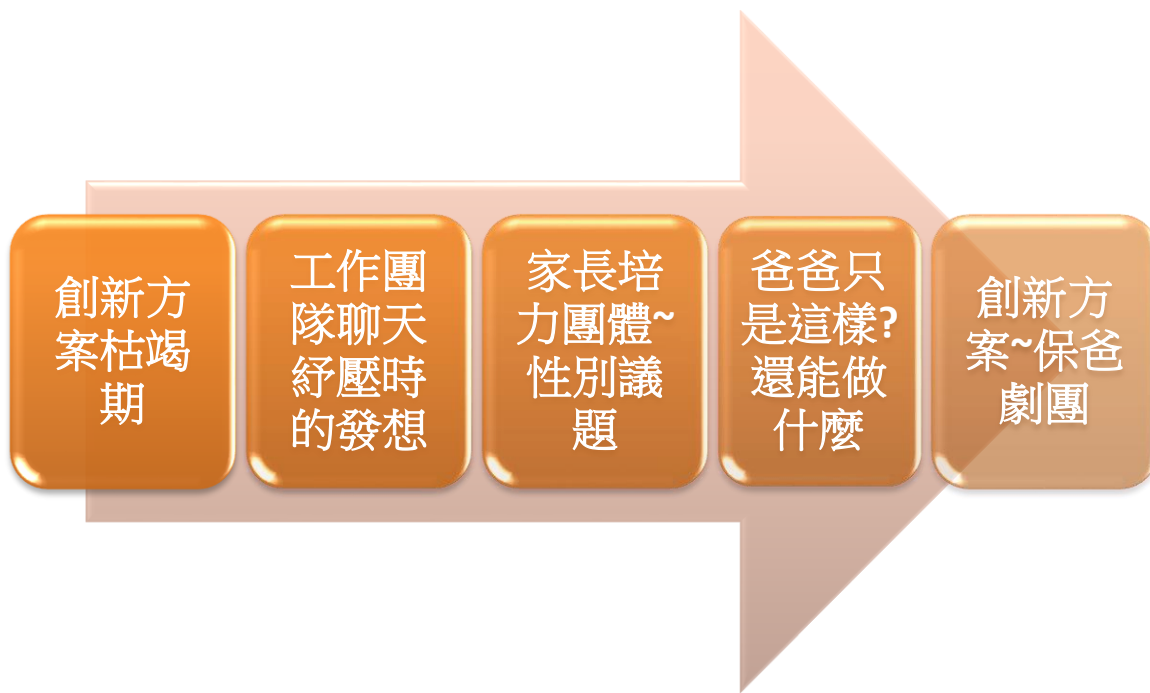 創新方
案枯竭
期
工作團
隊聊天
紓壓時
的發想
家長培
力團體~
性別議
題
爸爸只
是這樣?
還能做
什麼
創新方
案~保爸
劇團